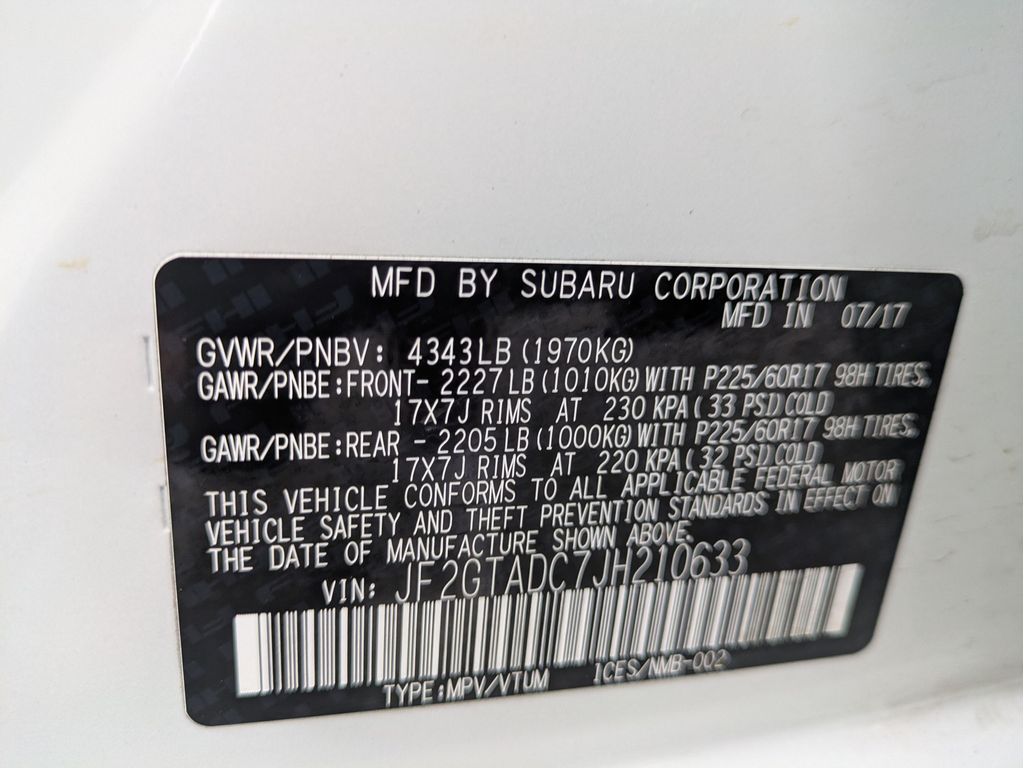 MFD BY SUBARU CORPORATION
MFD IN 07/17
GVWR/PNBV: 4343LB (1970KG)
GAWR/PNBE:FRONT- 2227LB (1010KG) WITH P225/60R17 98H TIRES.
17X7J RIMS AT 230 KPA (33 PSI) COLD
GAWR/PNBE:REAR - 2205LB (1000KG) WITH P225/60R17 98H TIRES.
17X7J RIMS AT 220 KPA (32 PSI) COLD
THIS VEHICLE CONFORMS TO ALL APPLICABLE FEDERAL MOTOR
VEHICLE SAFETY AND THEFT PREVENTION STANDARDS IN EFFECT ON
THE DATE OF MANUFACTURE SHOWN ABOVE.
VIN: JF2GTADC7JH210633
TYPE:MPV/VTUM ICES/NMB-002